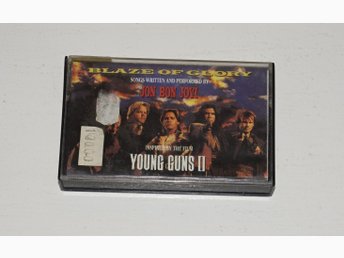 BLAZE OF GLORY
SONGS WRITTEN AND PERFORMED BY
JON BON JOVI
INSPIRED BY THE FILM
YOUNG GUNS II